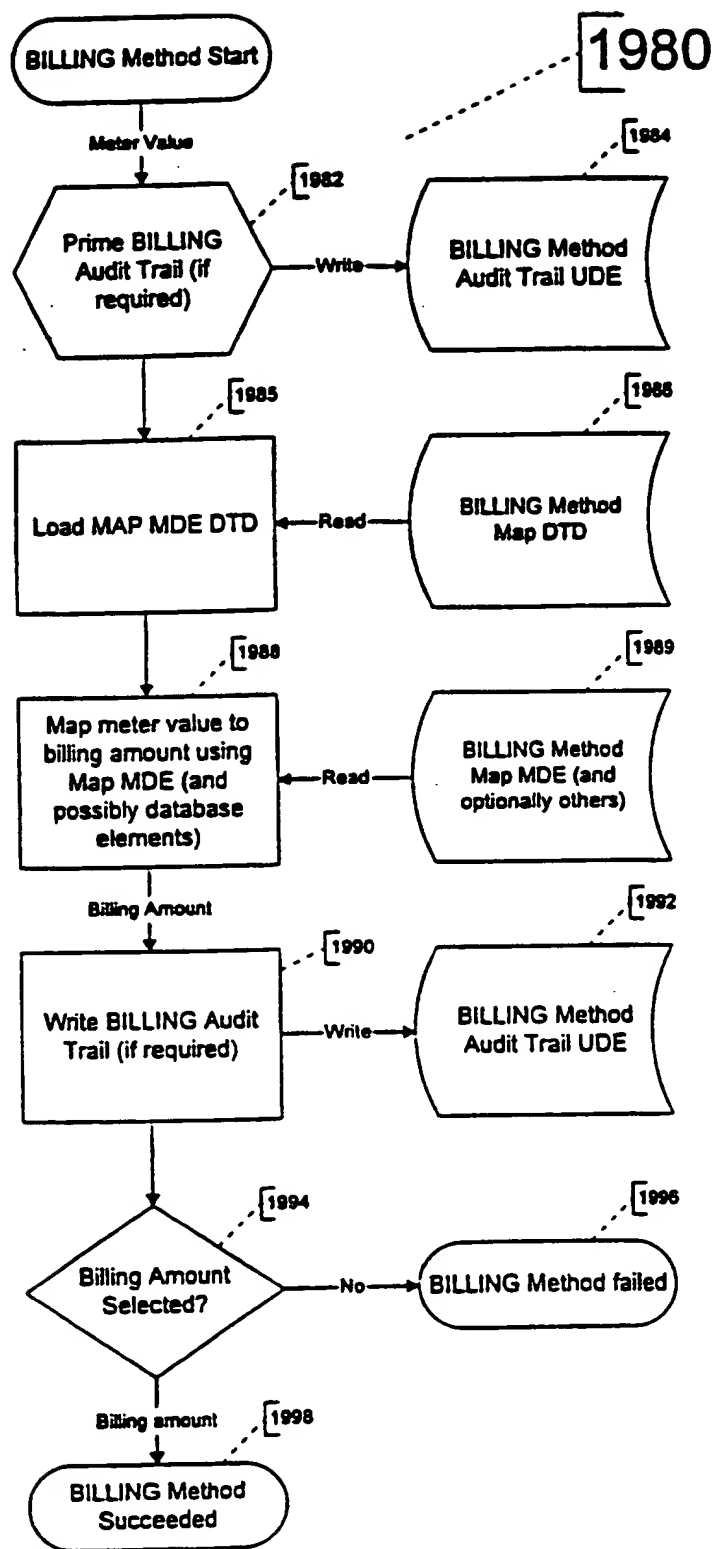 BILLING Method Start
1980
Meter Value
1982
1984
Prime BILLING
Audit Trail (if
required)
Write
BILLING Method
Audit Trail UDE
1985
1986
Load MAP MDE DTD
Read
BILLING Method
Map DTD
1988
1989
Map meter value to
billing amount using
Map MDE (and
possibly database
elements)
Read
BILLING Method
Map MDE (and
optionally others)
Billing Amount
1990
1992
Write BILLING Audit
Trail (if required)
Write
BILLING Method
Audit Trail UDE
1994
1996
Billing Amount
Selected?
No
BILLING Method failed
Billing amount
1998
BILLING Method
Succeeded